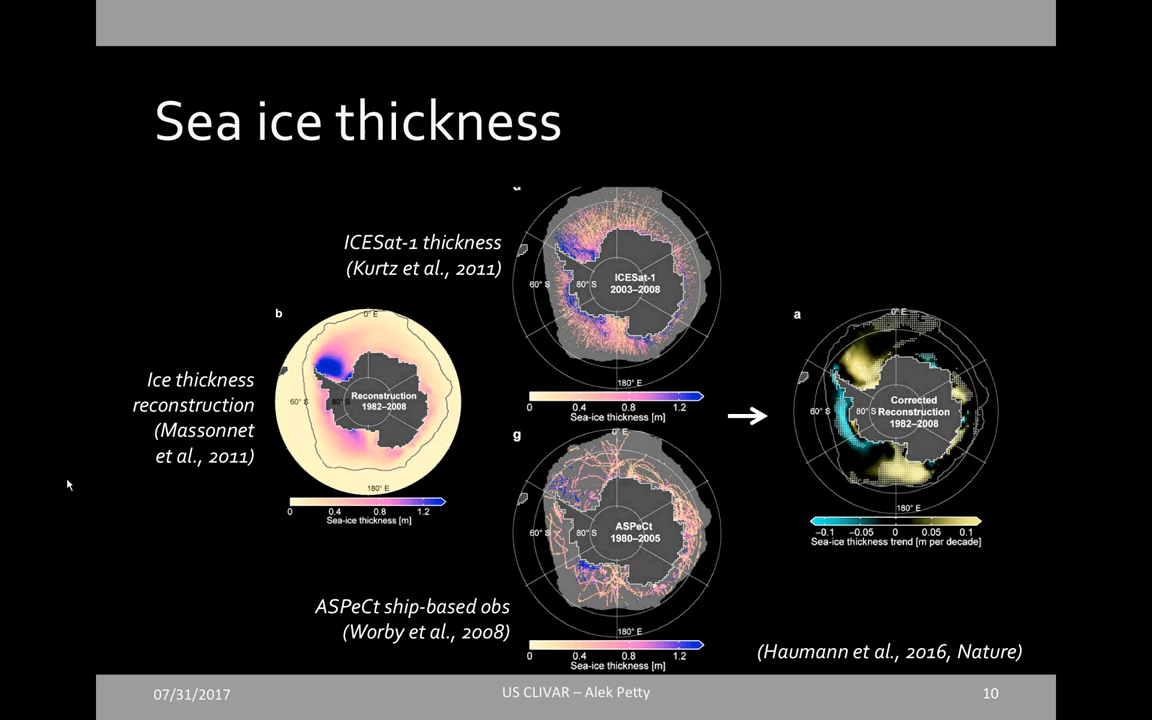 Sea ice thickness
ICESat-1 thickness
(Kurtz et al., 2011)
ICESat-1
2003–2008
60° S
80° S
180° E
0 0.4 0.8 1.2
Sea-ice thickness [m]
b
0° E
Ice thickness
reconstruction
(Massonnet
et al., 2011)
Reconstruction
1982–2008
60° S
80° S
180° E
0 0.4 0.8 1.2
Sea-ice thickness [m]
g
0° E
ASPeCt
1980–2005
60° S
80° S
180° E
0 0.4 0.8 1.2
Sea-ice thickness [m]
ASPeCt ship-based obs
(Worby et al., 2008)
a
0° E
Corrected
Reconstruction
1982–2008
60° S
80° S
180° E
–0.1 –0.05 0 0.05 0.1
Sea-ice thickness trend [m per decade]
(Haumann et al., 2016, Nature)
07/31/2017
US CLIVAR – Alek Petty
10